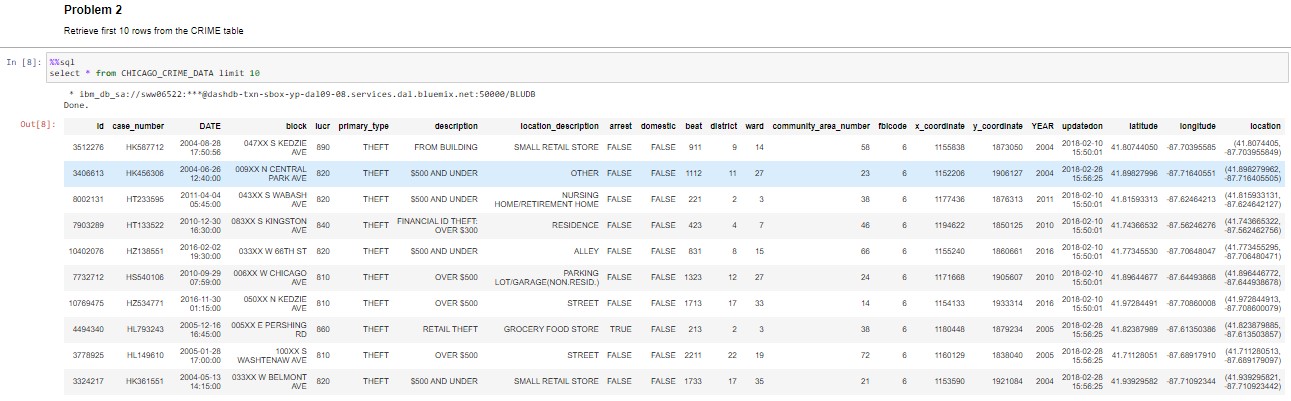 Problem 2
Retrieve first 10 rows from the CRIME table
In [8]: %%sql
select * from CHICAGO_CRIME_DATA limit 10
* ibm_db_sa://sww06522:***@dashdb-txn-sbox-yp-dal09-08.services.dal.bluemix.net:50000/BLUDB
Done.
Out[8]: id case_number DATE block iucr primary_type description location_description arrest domestic beat district ward community_area_number fbicode x_coordinate y_coordinate YEAR updatedon latitude longitude location
3512276 HK587712 2004-08-28 17:50:56 047XX S KEDZIE AVE 890 THEFT FROM BUILDING SMALL RETAIL STORE FALSE FALSE 911 9 14 58 6 1155838 1873050 2004 2018-02-10 15:50:01 41.80744050 -87.70395585 (41.8074405, -87.703955849)
3406613 HK456306 2004-06-26 12:40:00 009XX N CENTRAL PARK AVE 820 THEFT $500 AND UNDER OTHER FALSE FALSE 1112 11 27 23 6 1152206 1906127 2004 2018-02-28 15:56:25 41.89827996 -87.71640551 (41.898279962, -87.716405505)
8002131 HT233595 2011-04-04 05:45:00 043XX S WABASH AVE 820 THEFT $500 AND UNDER NURSING HOME/RETIREMENT HOME FALSE FALSE 221 2 3 38 6 1177436 1876313 2011 2018-02-10 15:50:01 41.81593313 -87.62464213 (41.815933131, -87.624642127)
7903289 HT133522 2010-12-30 16:30:00 083XX S KINGSTON AVE 840 THEFT FINANCIAL ID THEFT: OVER $300 RESIDENCE FALSE FALSE 423 4 7 46 6 1194622 1850125 2010 2018-02-10 15:50:01 41.74366532 -87.56246276 (41.743665322, -87.562462756)
10402076 HZ138551 2016-02-02 19:30:00 033XX W 66TH ST 820 THEFT $500 AND UNDER ALLEY FALSE FALSE 831 8 15 66 6 1155240 1860661 2016 2018-02-10 15:50:01 41.77345530 -87.70648047 (41.773455295, -87.706480471)
7732712 HS540106 2010-09-29 07:59:00 006XX W CHICAGO AVE 810 THEFT OVER $500 PARKING LOT/GARAGE(NON.RESID.) FALSE FALSE 1323 12 27 24 6 1171668 1905607 2010 2018-02-10 15:50:01 41.89644677 -87.64493868 (41.896446772, -87.644938678)
10769475 HZ534771 2016-11-30 01:15:00 050XX N KEDZIE AVE 810 THEFT OVER $500 STREET FALSE FALSE 1713 17 33 14 6 1154133 1933314 2016 2018-02-10 15:50:01 41.97284491 -87.70860008 (41.972844913, -87.708600079)
4494340 HL793243 2005-12-16 16:45:00 005XX E PERSHING RD 860 THEFT RETAIL THEFT GROCERY FOOD STORE TRUE FALSE 213 2 3 38 6 1180448 1879234 2005 2018-02-28 15:56:25 41.82387989 -87.61350386 (41.823879885, -87.613503857)
3778925 HL149610 2005-01-28 17:00:00 100XX S WASHTENAW AVE 810 THEFT OVER $500 STREET FALSE FALSE 2211 22 19 72 6 1160129 1838040 2005 2018-02-28 15:56:25 41.71128051 -87.68917910 (41.711280513, -87.689179097)
3324217 HK361551 2004-05-13 14:15:00 033XX W BELMONT AVE 820 THEFT $500 AND UNDER SMALL RETAIL STORE FALSE FALSE 1733 17 35 21 6 1153590 1921084 2004 2018-02-28 15:56:25 41.93929582 -87.71092344 (41.939295821, -87.710923442)